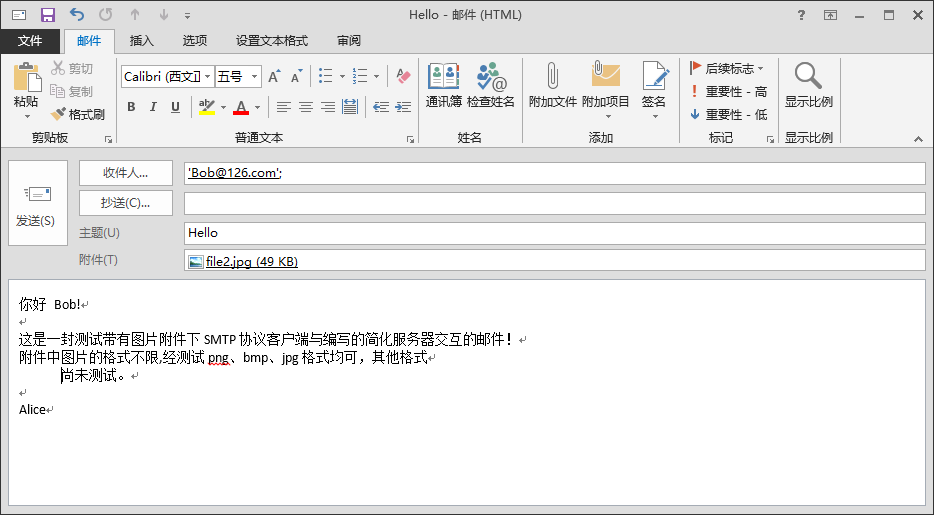 Hello - 邮件 (HTML)
?
文件 邮件 插入 选项 设置文本格式 审阅
粘贴
剪切
复制
格式刷
剪贴板
Calibri (西文正 五号
B I U ab A
普通文本
通讯簿 检查姓名
姓名
附加文件 附加项目 签名
添加
后续标志
! 重要性 - 高
重要性 - 低
标记
显示比例
显示比例
发送(S)
收件人... 'Bob@126.com';
抄送(C)...
主题(U) Hello
附件(T) file2.jpg (49 KB)
你好 Bob!
这是一封测试带有图片附件下 SMTP 协议客户端与编写的简化服务器交互的邮件!
附件中图片的格式不限,经测试 png、bmp、jpg 格式均可，其他格式
尚未测试。
Alice